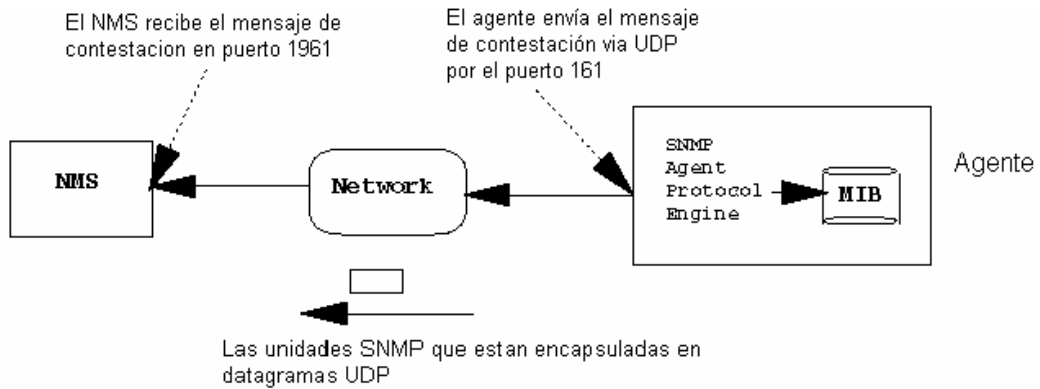 El NMS recibe el mensaje de
contestacion en puerto 1961
El agente envía el mensaje
de contestación via UDP
por el puerto 161
NMS
Network
SNMP
Agent
Protocol
Engine
MIB
Agente
Las unidades SNMP que estan encapsuladas en
datagramas UDP